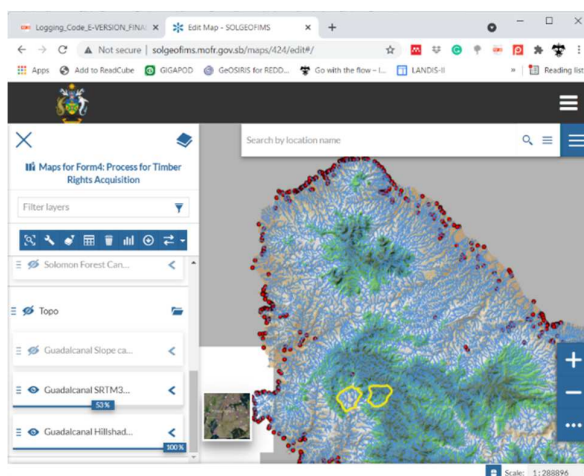 Logging_Code_E-VERSION_FINA
Edit Map - SOLGEOFIMS
Not secure | solgeofims.mofr.gov.sb/maps/424/edit#/
Apps
Add to ReadCube
GIGAPOD
GeOSIRIS for REDD...
Go with the flow – I...
LANDIS-II
»
Reading list
Search by location name
Maps for Form4: Process for Timber
Rights Acquisition
Filter layers
Solomon Forest Can...
Topo
Guadalcanal Slope ca...
Guadalcanal SRTM3...
53 %
Guadalcanal Hillshad...
100 %
Scale: 1 : 288896